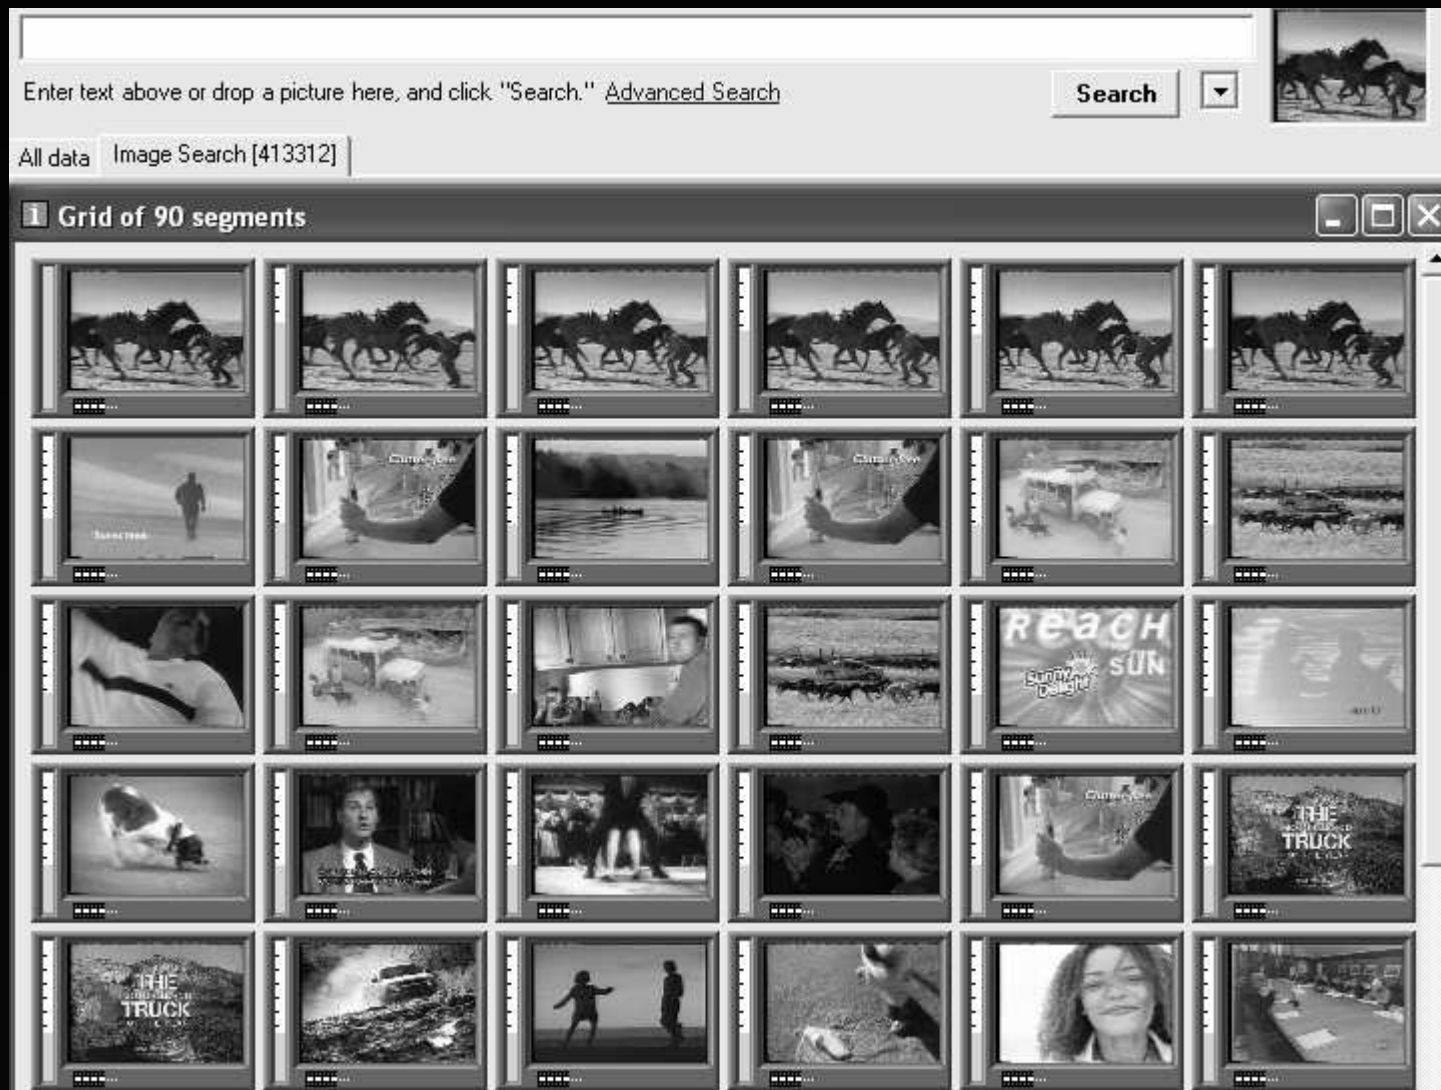 Enter text above or drop a picture here, and click "Search." Advanced Search
Search
All data
Image Search [413312]
i Grid of 90 segments
REACH
SUN
Sunny
Delight
THE
TRUCK
THE
TRUCK